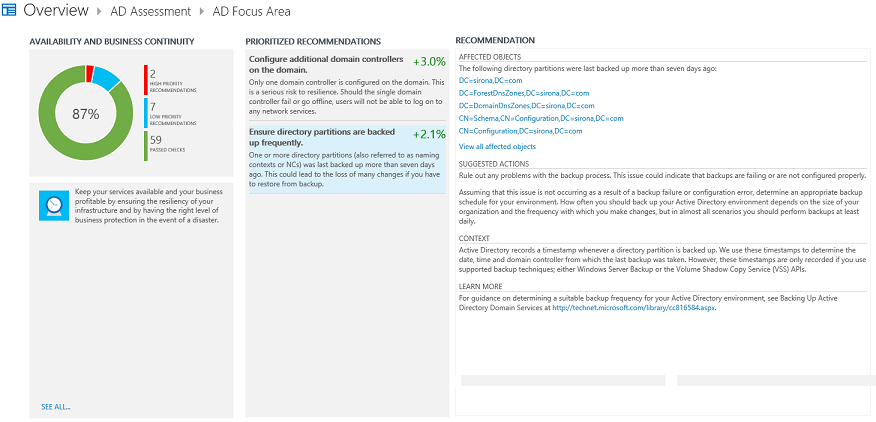 Overview ▸ AD Assessment ▸ AD Focus Area
AVAILABILITY AND BUSINESS CONTINUITY
87%
2
HIGH PRIORITY
RECOMMENDATIONS
7
LOW PRIORITY
RECOMMENDATIONS
59
PASSED CHECKS
Keep your services available and your business
profitable by ensuring the resiliency of your
infrastructure and by having the right level of
business protection in the event of a disaster.
SEE ALL...
PRIORITIZED RECOMMENDATIONS
Configure additional domain controllers +3.0%
on the domain.
Only one domain controller is configured on the domain. This
is a serious risk to resilience. Should the single domain
controller fail or go offline, users will not be able to log on to
any network services.
Ensure directory partitions are backed +2.1%
up frequently.
One or more directory partitions (also referred to as naming
contexts or NCs) was last backed up more than seven days
ago. This could lead to the loss of many changes if you have
to restore from backup.
RECOMMENDATION
AFFECTED OBJECTS
The following directory partitions were last backed up more than seven days ago:
DC=sirona,DC=com
DC=ForestDnsZones,DC=sirona,DC=com
DC=DomainDnsZones,DC=sirona,DC=com
CN=Schema,CN=Configuration,DC=sirona,DC=com
CN=Configuration,DC=sirona,DC=com
View all affected objects
SUGGESTED ACTIONS
Rule out any problems with the backup process. This issue could indicate that backups are failing or are not configured properly.
Assuming that this issue is not occurring as a result of a backup failure or configuration error, determine an appropriate backup
schedule for your environment. How often you should back up your Active Directory environment depends on the size of your
organization and the frequency with which you make changes, but in almost all scenarios you should perform backups at least
daily.
CONTEXT
Active Directory records a timestamp whenever a directory partition is backed up. We use these timestamps to determine the
date, time and domain controller from which the last backup was taken. However, these timestamps are only recorded if you use
supported backup techniques; either Windows Server Backup or the Volume Shadow Copy Service (VSS) APIs.
LEARN MORE
For guidance on determining a suitable backup frequency for your Active Directory environment, see Backing Up Active
Directory Domain Services at http://technet.microsoft.com/library/cc816584.aspx.